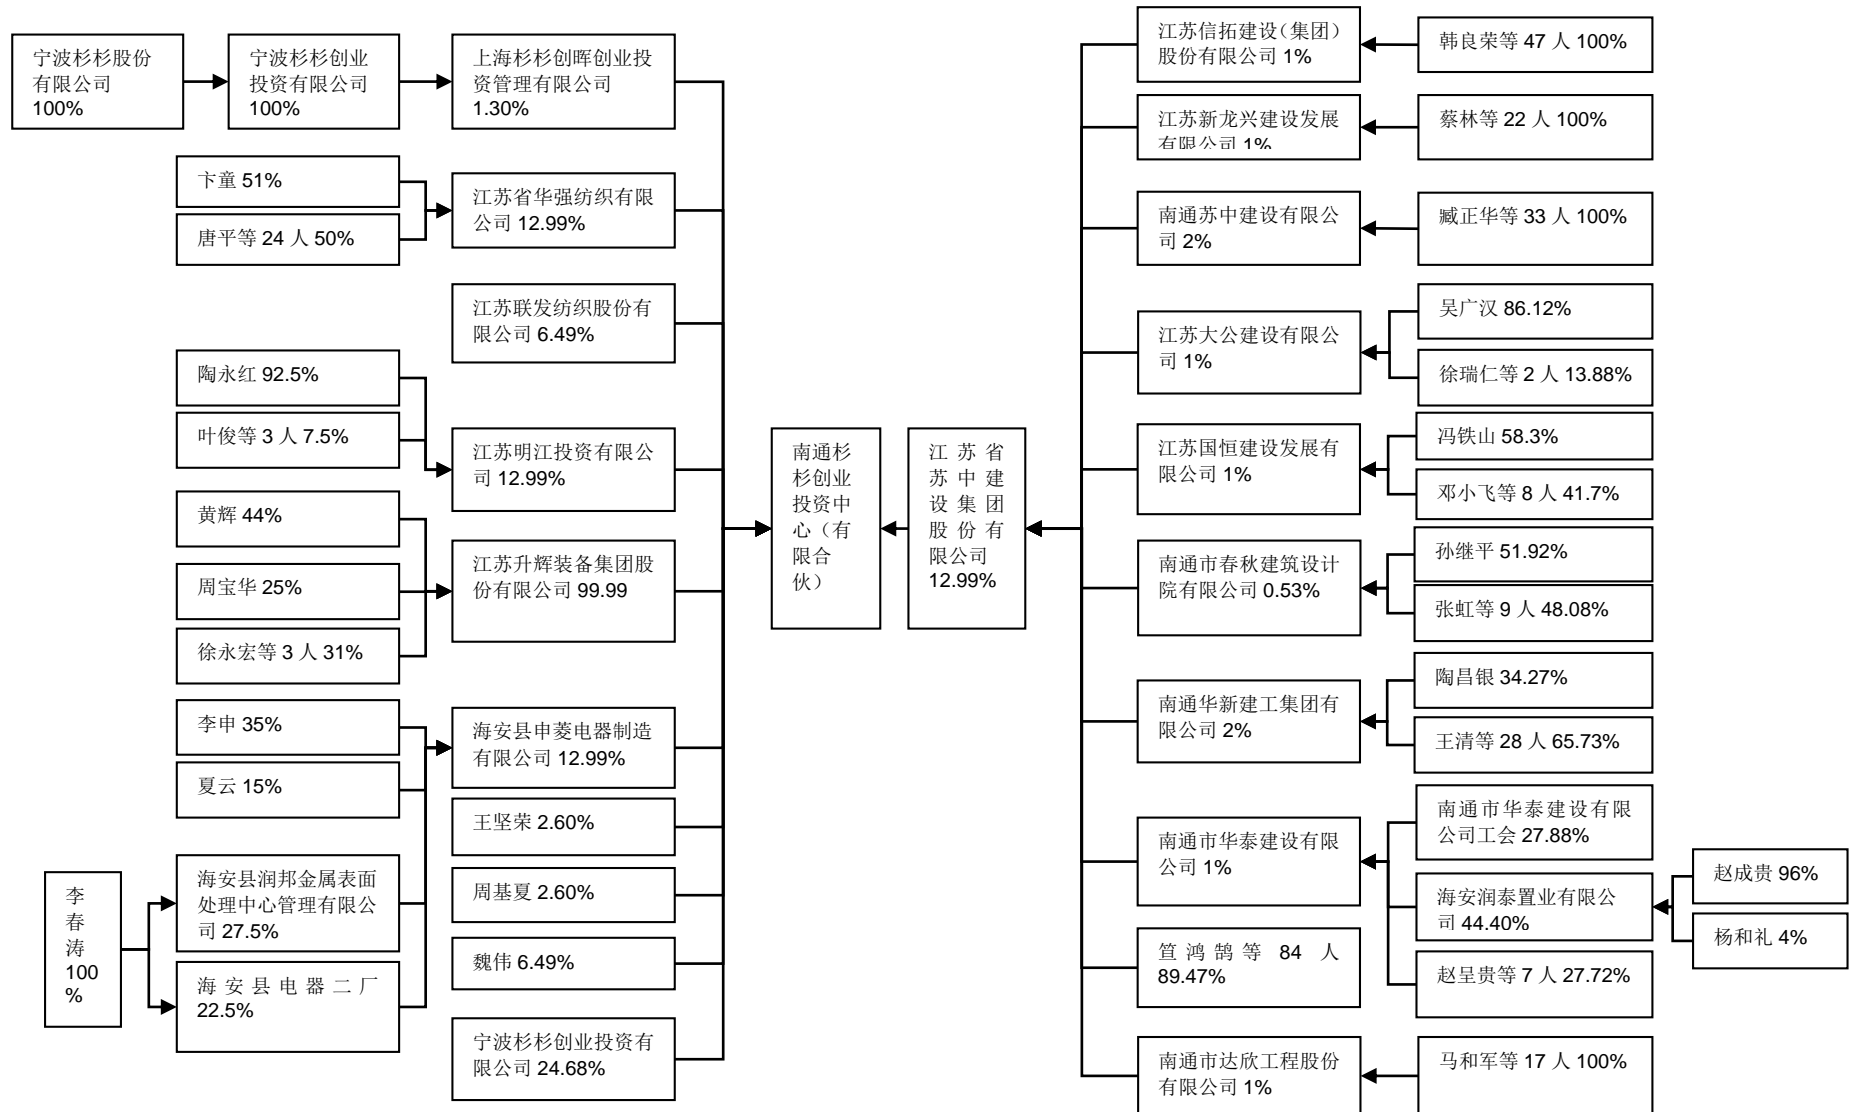 宁波杉杉股份
有限公司
100%
宁波杉杉创业
投资有限公司
100%
上海杉杉创晖创业投
资管理有限公司
1.30%
卞童 51%
唐平等 24 人 50%
江苏省华强纺织有限
公司 12.99%
江苏联发纺织股份有
限公司 6.49%
陶永红 92.5%
叶俊等 3 人 7.5%
江苏明江投资有限公
司 12.99%
黄辉 44%
周宝华 25%
徐永宏等 3 人 31%
江苏升辉装备集团股
份有限公司 99.99
李申 35%
夏云 15%
李
春
涛
100
%
海安县润邦金属表面
处理中心管理有限公
司 27.5%
海安县电器二厂
22.5%
海安县申菱电器制造
有限公司 12.99%
王坚荣 2.60%
周基夏 2.60%
魏伟 6.49%
宁波杉杉创业投资有
限公司 24.68%
南通杉
杉创业
投资中
心（有
限合
伙）
江苏省
苏中建
设集团
股份有
限公司
12.99%
江苏信拓建设（集团）
股份有限公司 1%
韩良荣等 47 人 100%
江苏新龙兴建设发展
有限公司 1%
蔡林等 22 人 100%
南通苏中建设有限公
司 2%
臧正华等 33 人 100%
江苏大公建设有限公
司 1%
吴广汉 86.12%
徐瑞仁等 2 人 13.88%
江苏国恒建设发展有
限公司 1%
冯铁山 58.3%
邓小飞等 8 人 41.7%
南通市春秋建筑设计
院有限公司 0.53%
孙继平 51.92%
张虹等 9 人 48.08%
南通华新建工集团有
限公司 2%
陶昌银 34.27%
王清等 28 人 65.73%
南通市华泰建设有限
公司 1%
南通市华泰建设有限
公司工会 27.88%
海安润泰置业有限公
司 44.40%
赵呈贵等 7 人 27.72%
赵成贵 96%
杨和礼 4%
笪鸿鹄等 84 人
89.47%
南通市达欣工程股份
有限公司 1%
马和军等 17 人 100%